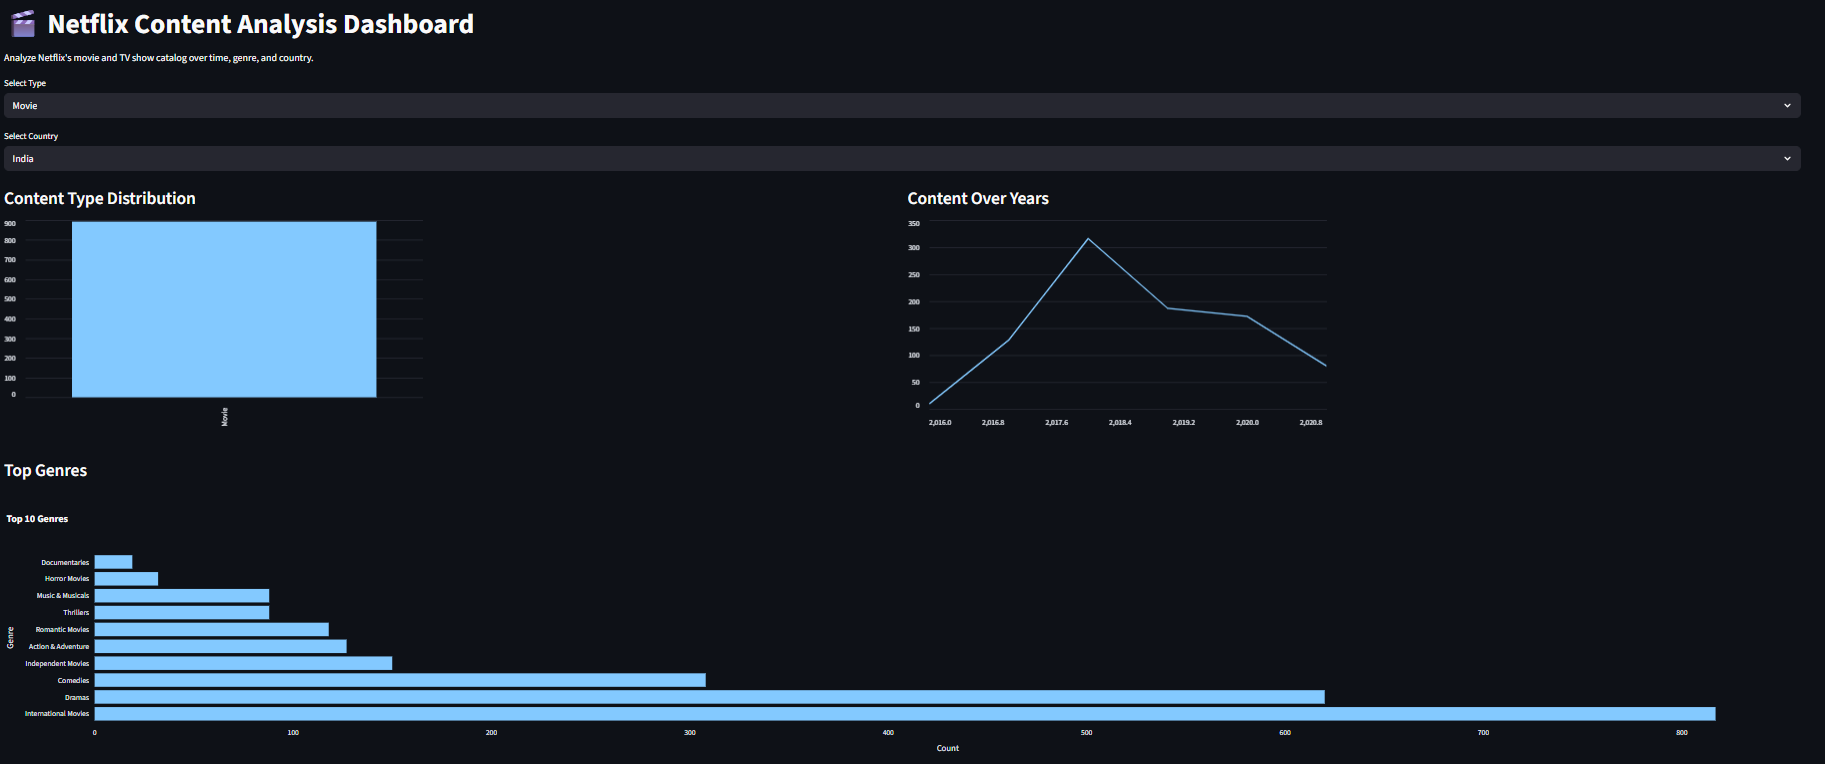 Netflix Content Analysis Dashboard
Analyze Netflix's movie and TV show catalog over time, genre, and country.
Select Type
Movie
Select Country
India
Content Type Distribution
900
800
700
600
500
400
300
200
100
0
Movie
Content Over Years
350
300
250
200
150
100
50
0
2,016.0 2,016.8 2,017.6 2,018.4 2,019.2 2,020.0 2,020.8
Top Genres
Top 10 Genres
Genre
Documentaries
Horror Movies
Music & Musicals
Thrillers
Romantic Movies
Action & Adventure
Independent Movies
Comedies
Dramas
International Movies
0 100 200 300 400 500 600 700 800
Count